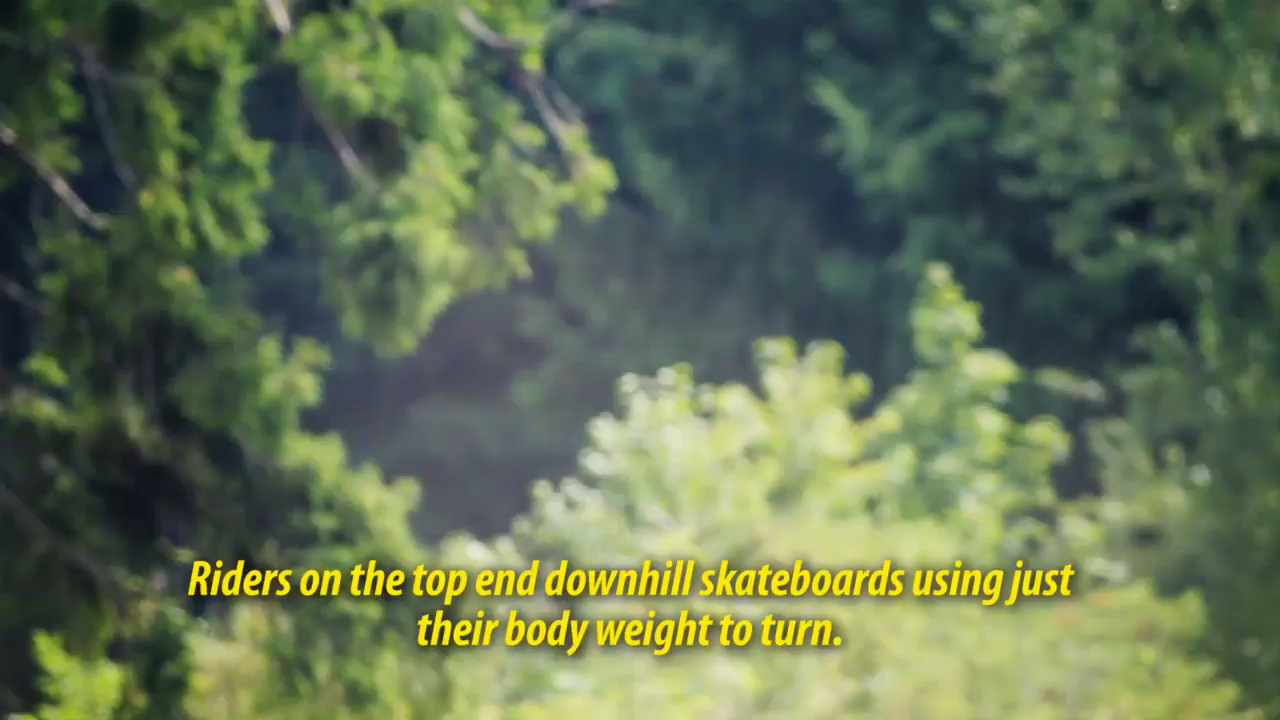 Riders on the top end downhill skateboards using just
their body weight to turn.